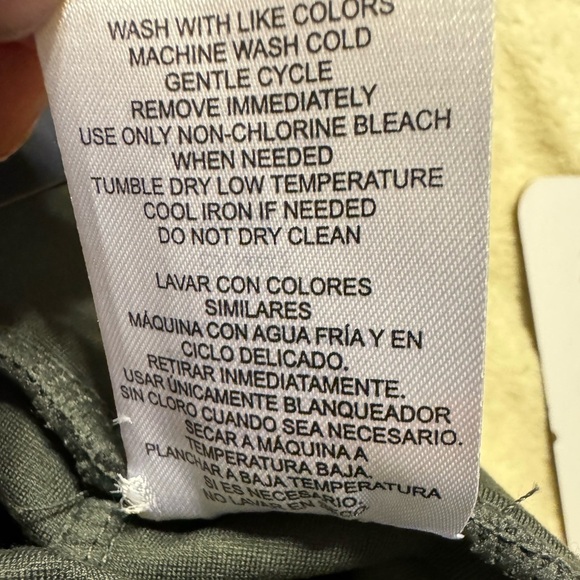 WASH WITH LIKE COLORS
MACHINE WASH COLD
GENTLE CYCLE
REMOVE IMMEDIATELY
USE ONLY NON-CHLORINE BLEACH
WHEN NEEDED
TUMBLE DRY LOW TEMPERATURE
COOL IRON IF NEEDED
DO NOT DRY CLEAN
LAVAR CON COLORES
SIMILARES
MÁQUINA CON AGUA FRÍA Y EN
CICLO DELICADO.
RETIRAR INMEDIATAMENTE.
USAR ÚNICAMENTE BLANQUEADOR
SIN CLORO CUANDO SEA NECESARIO.
SECAR A MÁQUINA A
TEMPERATURA BAJA.
PLANCHAR A BAJA TEMPERATURA
SI ES NECESARIO.
NO LAVAR EN